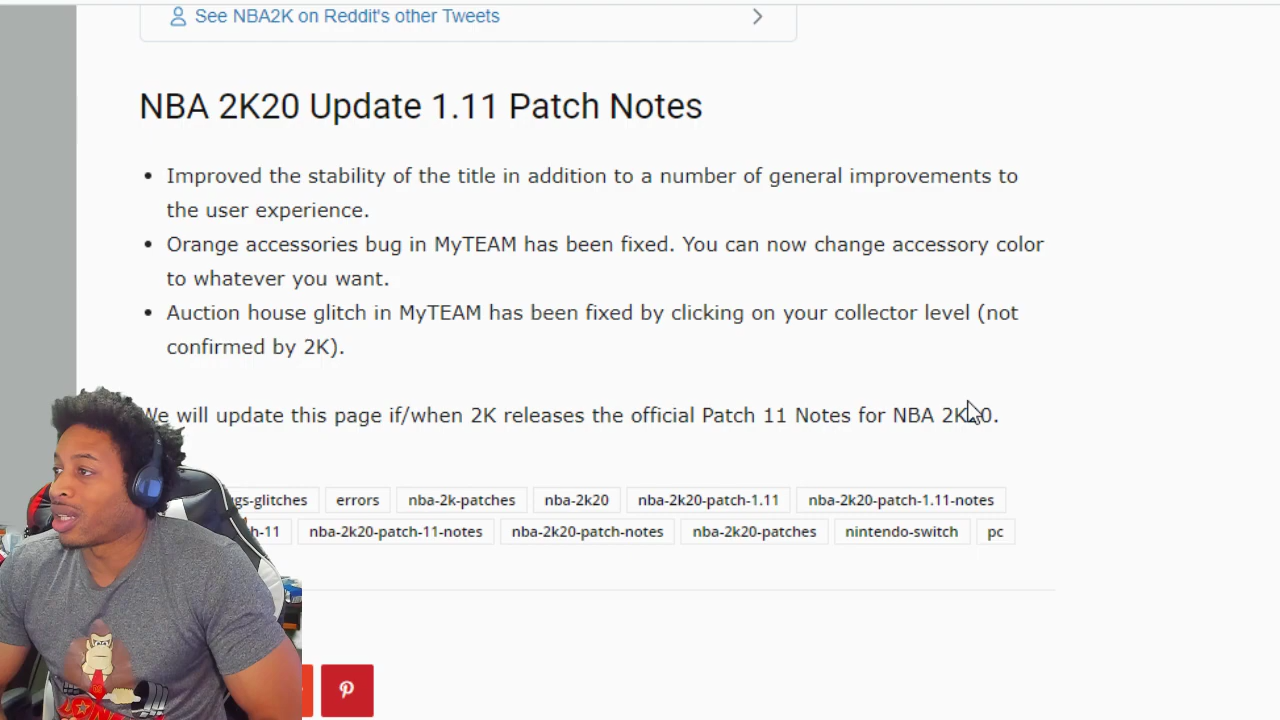 See NBA2K on Reddit's other Tweets
NBA 2K20 Update 1.11 Patch Notes
Improved the stability of the title in addition to a number of general improvements to
the user experience.
Orange accessories bug in MyTEAM has been fixed. You can now change accessory color
to whatever you want.
Auction house glitch in MyTEAM has been fixed by clicking on your collector level (not
confirmed by 2K).
We will update this page if/when 2K releases the official Patch 11 Notes for NBA 2K20.
gs-glitches errors nba-2k-patches nba-2k20 nba-2k20-patch-1.11 nba-2k20-patch-1.11-notes
h-11 nba-2k20-patch-11-notes nba-2k20-patch-notes nba-2k20-patches nintendo-switch pc